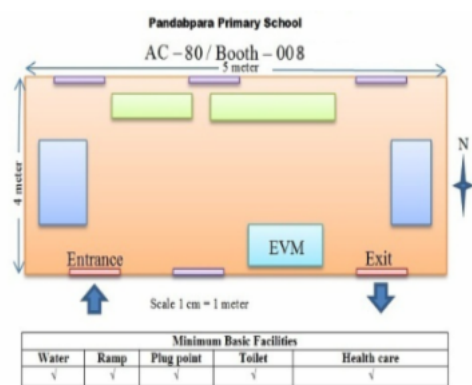 Pandabpara Primary School
AC – 80 / Booth – 008
5 meter
4 meter
N
Entrance
EVM
Exit
Scale 1 cm = 1 meter
Minimum Basic Facilities
Water Ramp Plug point Toilet Health care
√ √ √ √ √